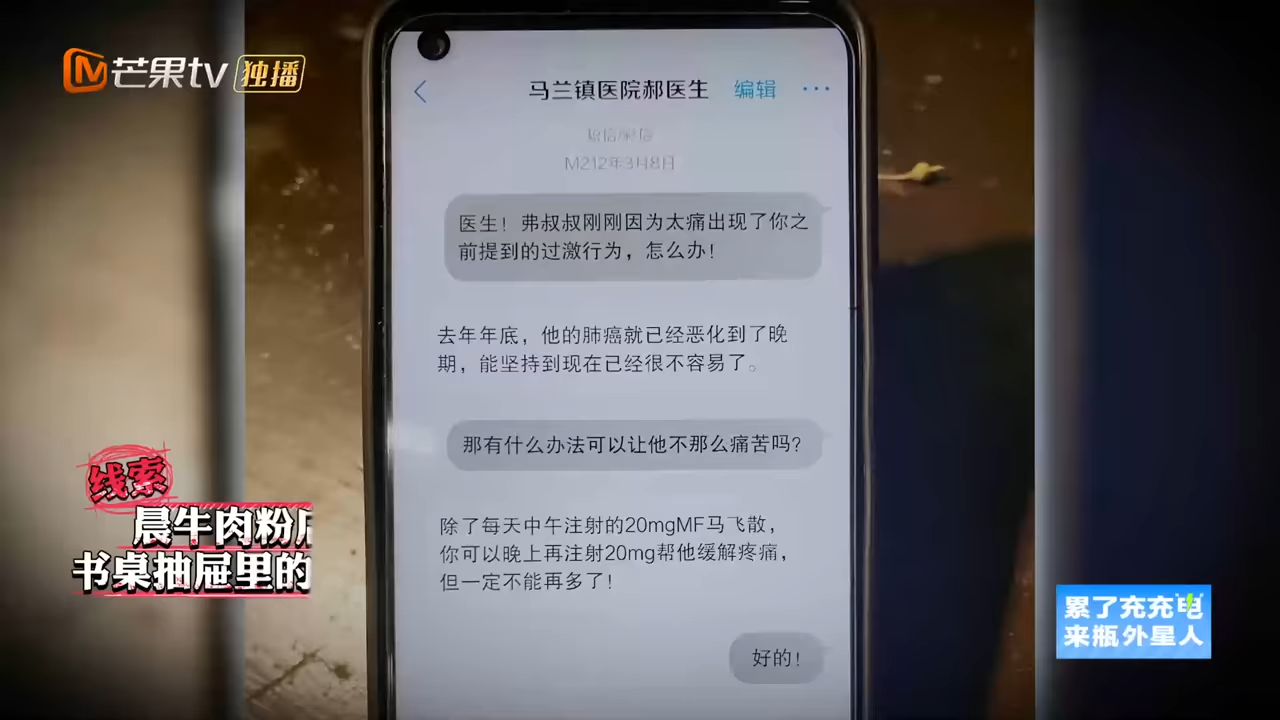 芒果tv 独播
马兰镇医院郝医生 编辑
短信/彩信
M212年3月8日
医生！弗叔叔刚刚因为太痛出现了你之
前提到的过激行为，怎么办！
去年年底，他的肺癌就已经恶化到了晚
期，能坚持到现在已经很不容易了。
那有什么办法可以让他不那么痛苦吗？
除了每天中午注射的20mgMF马飞散，
你可以晚上再注射20mg帮他缓解疼痛，
但一定不能再多了！
好的！
线索
晨牛肉粉
书桌抽屉里的
累了充充电
来瓶外星人